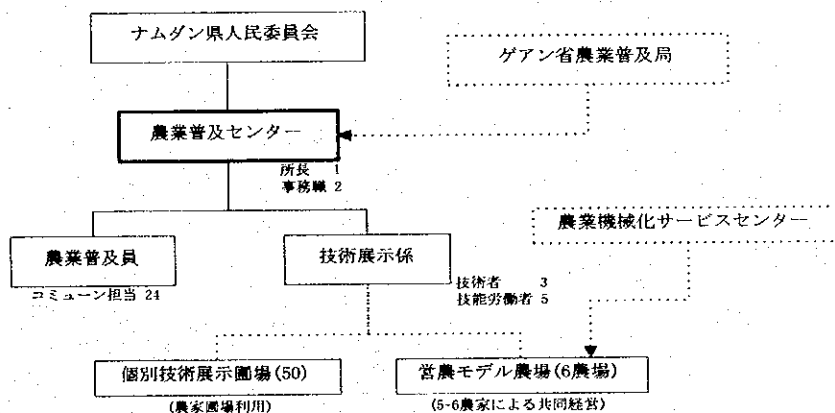 ナムダン県人民委員会
ゲアン省農業普及局
農業普及センター
所長 1
事務職 2
農業機械化サービスセンター
農業普及員
技術展示係
コミューン担当 24
技術者 3
技能労働者 5
個別技術展示圃場(50)
営農モデル農場(6農場)
(農家圃場利用)
(5-6農家による共同経営)